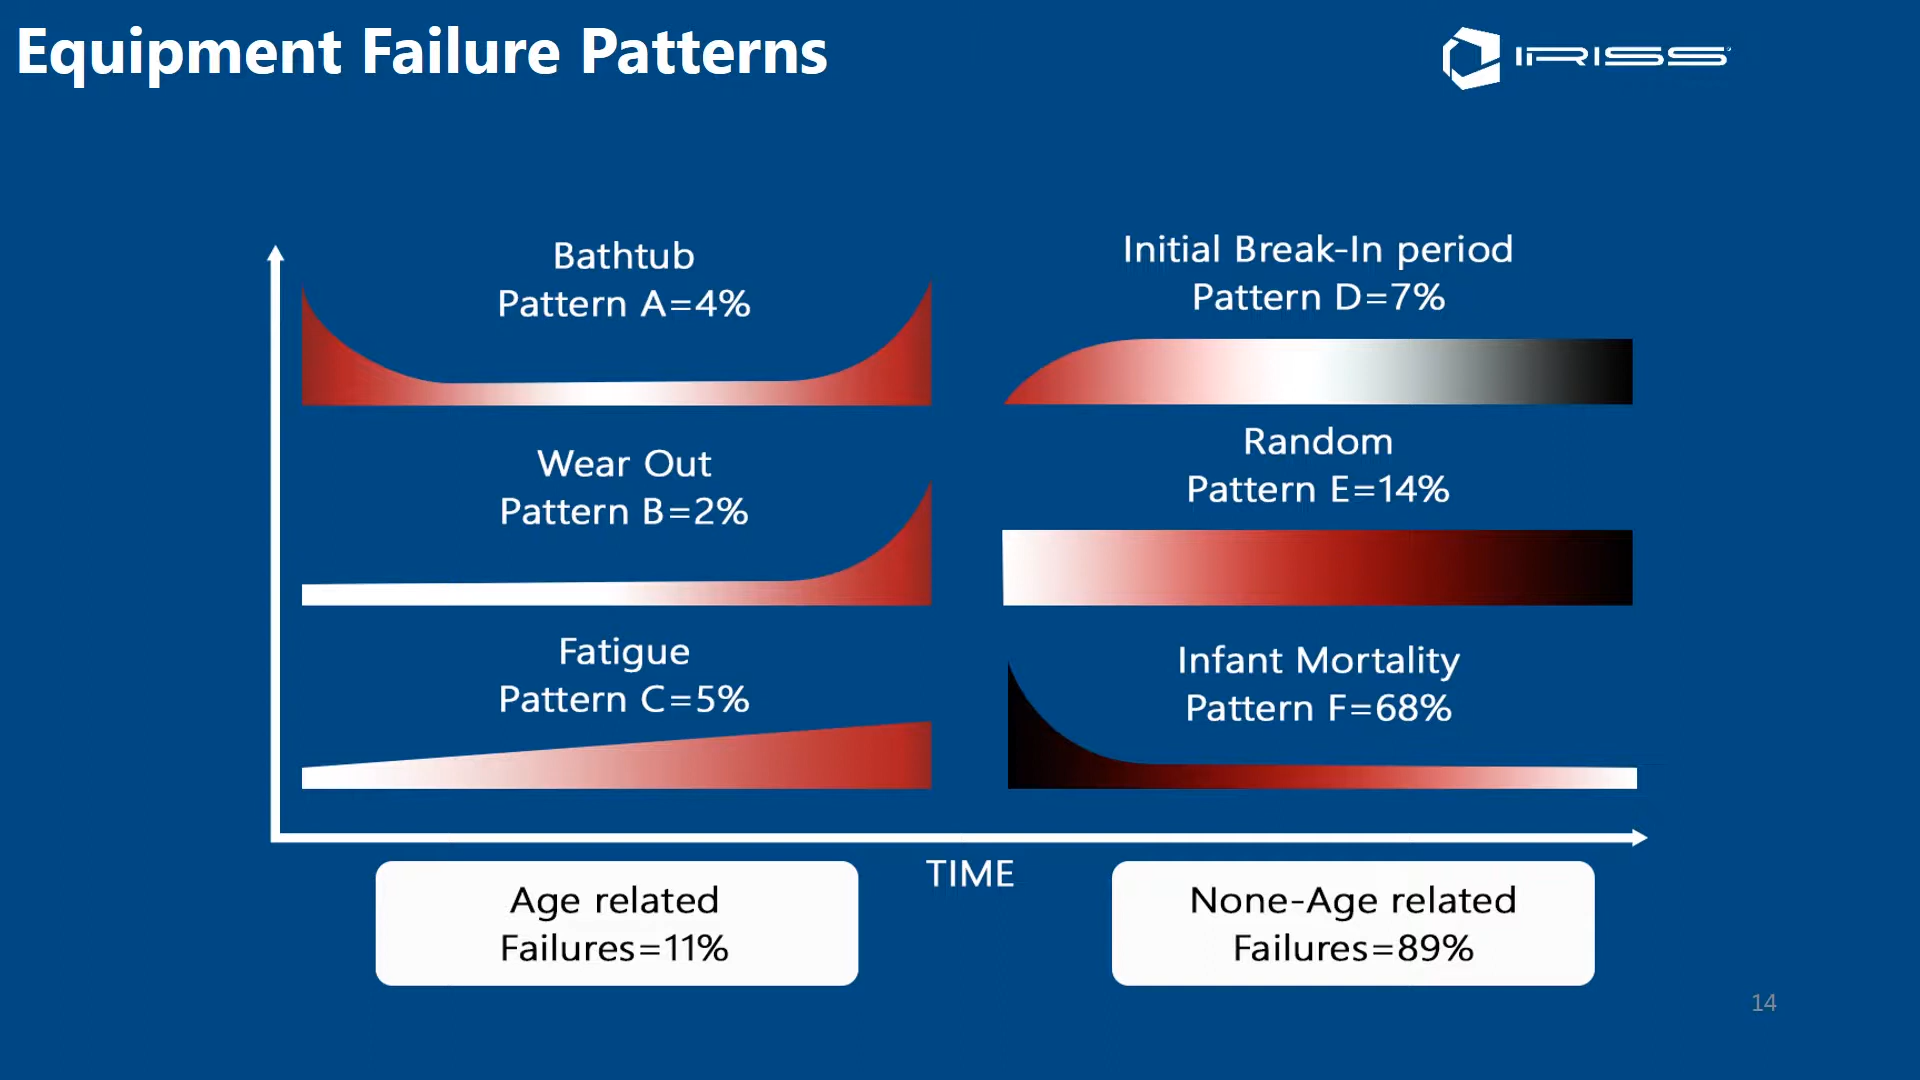 Equipment Failure Patterns
IRISS
Bathtub
Pattern A=4%
Wear Out
Pattern B=2%
Fatigue
Pattern C=5%
Initial Break-In period
Pattern D=7%
Random
Pattern E=14%
Infant Mortality
Pattern F=68%
TIME
Age related
Failures=11%
None-Age related
Failures=89%
14